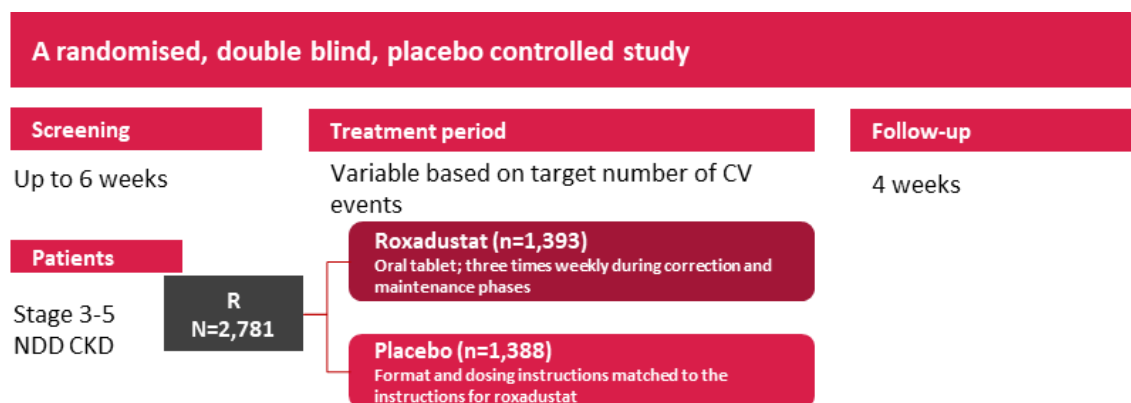 A randomised, double blind, placebo controlled study
Screening
Up to 6 weeks
Treatment period
Variable based on target number of CV
events
Follow-up
4 weeks
Patients
Stage 3-5
NDD CKD
R
N=2,781
Roxadustat (n=1,393)
Oral tablet; three times weekly during correction and
maintenance phases
Placebo (n=1,388)
Format and dosing instructions matched to the
instructions for roxadustat